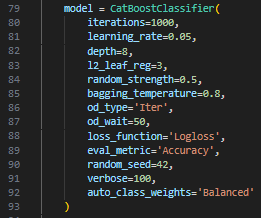 79 model = CatBoostClassifier(
80 iterations=1000,
81 learning_rate=0.05,
82 depth=8,
83 l2_leaf_reg=3,
84 random_strength=0.5,
85 bagging_temperature=0.8,
86 od_type='Iter',
87 od_wait=50,
88 loss_function='Logloss',
89 eval_metric='Accuracy',
90 random_seed=42,
91 verbose=100,
92 auto_class_weights='Balanced'
93 )